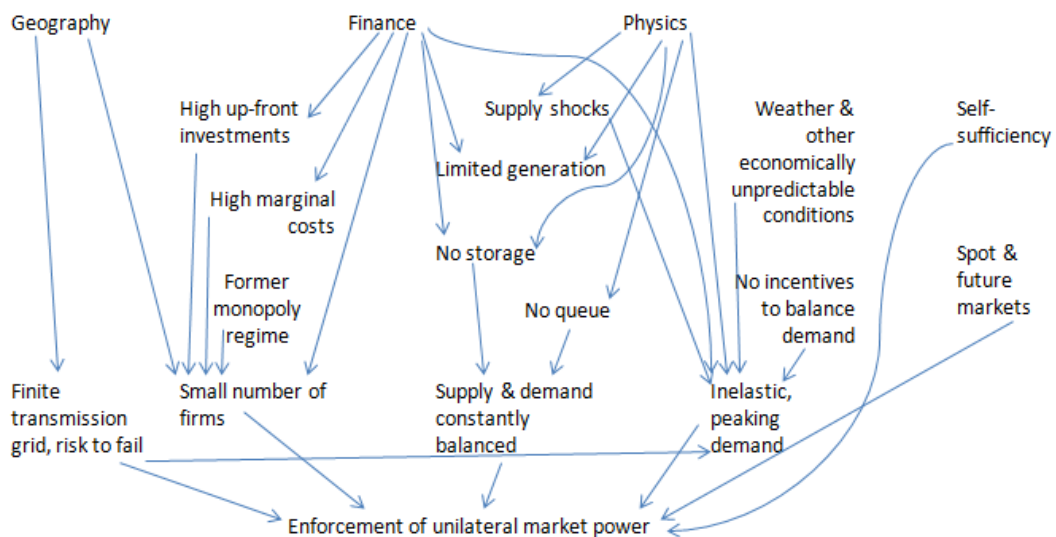 Geography
Finance
Physics
High up-front
investments
Supply shocks
Weather &
other
economically
unpredictable
conditions
Self-
sufficiency
Limited generation
High marginal
costs
No storage
Spot &
future
markets
Former
monopoly
regime
No queue
No incentives
to balance
demand
Finite
transmission
grid, risk to fail
Small number of
firms
Supply & demand
constantly
balanced
Inelastic,
peaking
demand
Enforcement of unilateral market power